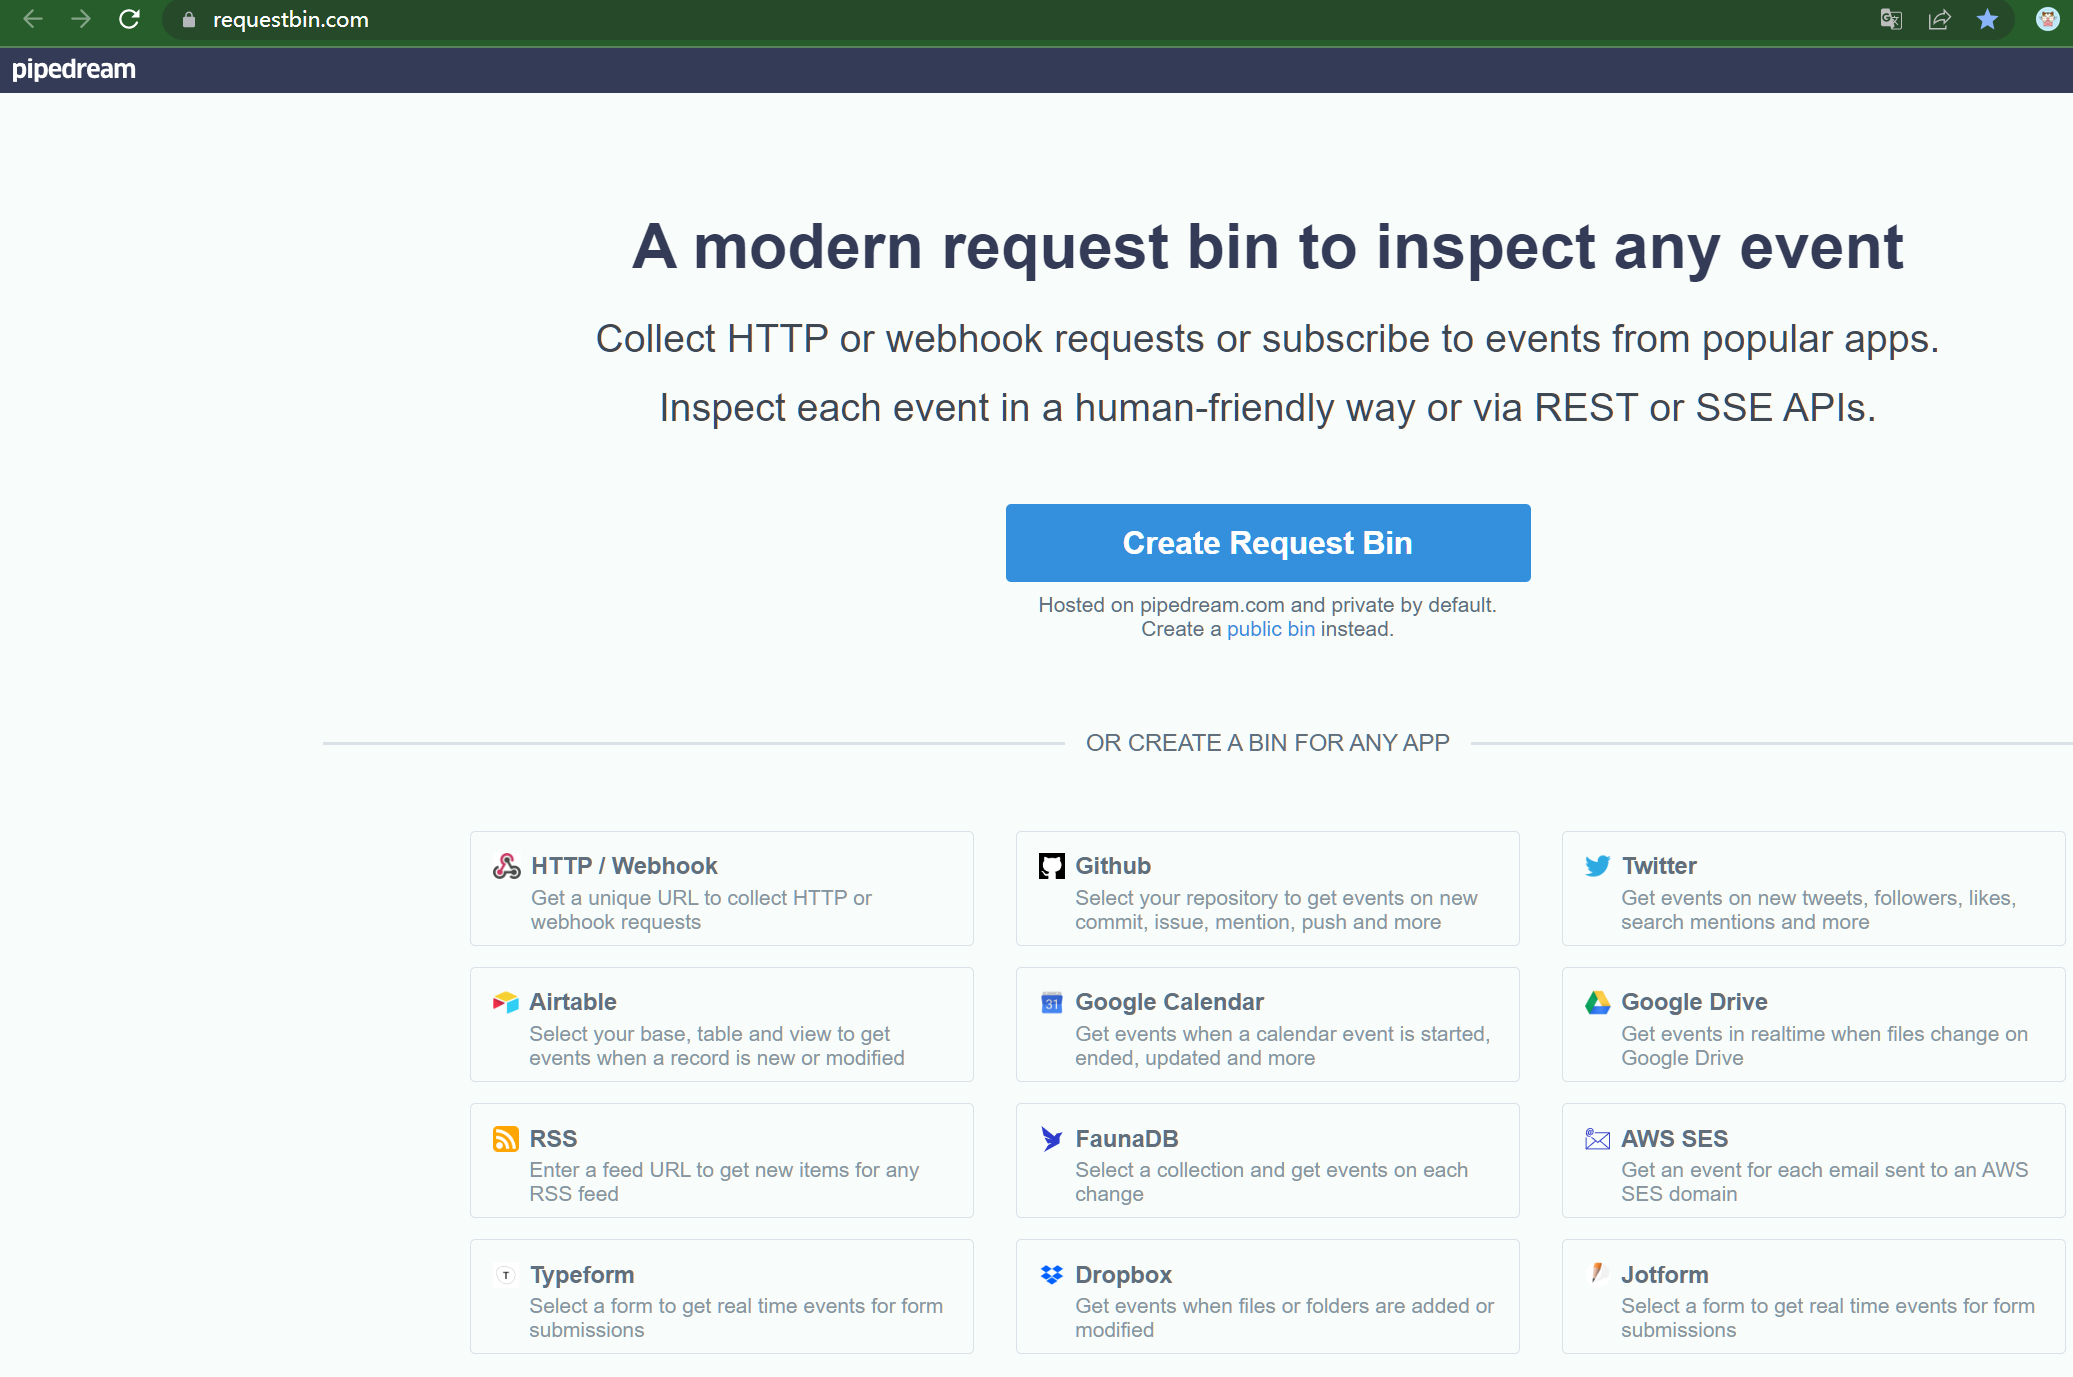 requestbin.com
pipedream
A modern request bin to inspect any event
Collect HTTP or webhook requests or subscribe to events from popular apps.
Inspect each event in a human-friendly way or via REST or SSE APIs.
Create Request Bin
Hosted on pipedream.com and private by default.
Create a public bin instead.
OR CREATE A BIN FOR ANY APP
HTTP / Webhook
Get a unique URL to collect HTTP or
webhook requests
Github
Select your repository to get events on new
commit, issue, mention, push and more
Twitter
Get events on new tweets, followers, likes,
search mentions and more
Airtable
Select your base, table and view to get
events when a record is new or modified
31
Google Calendar
Get events when a calendar event is started,
ended, updated and more
Google Drive
Get events in realtime when files change on
Google Drive
RSS
Enter a feed URL to get new items for any
RSS feed
FaunaDB
Select a collection and get events on each
change
AWS SES
Get an event for each email sent to an AWS
SES domain
T
Typeform
Select a form to get real time events for form
submissions
Dropbox
Get events when files or folders are added or
modified
Jotform
Select a form to get real time events for form
submissions